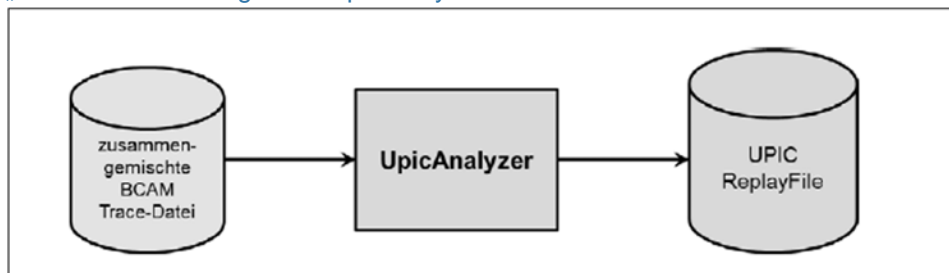 zusammen-
gemischte
BCAM
Trace-Datei
UpicAnalyzer
UPIC
ReplayFile